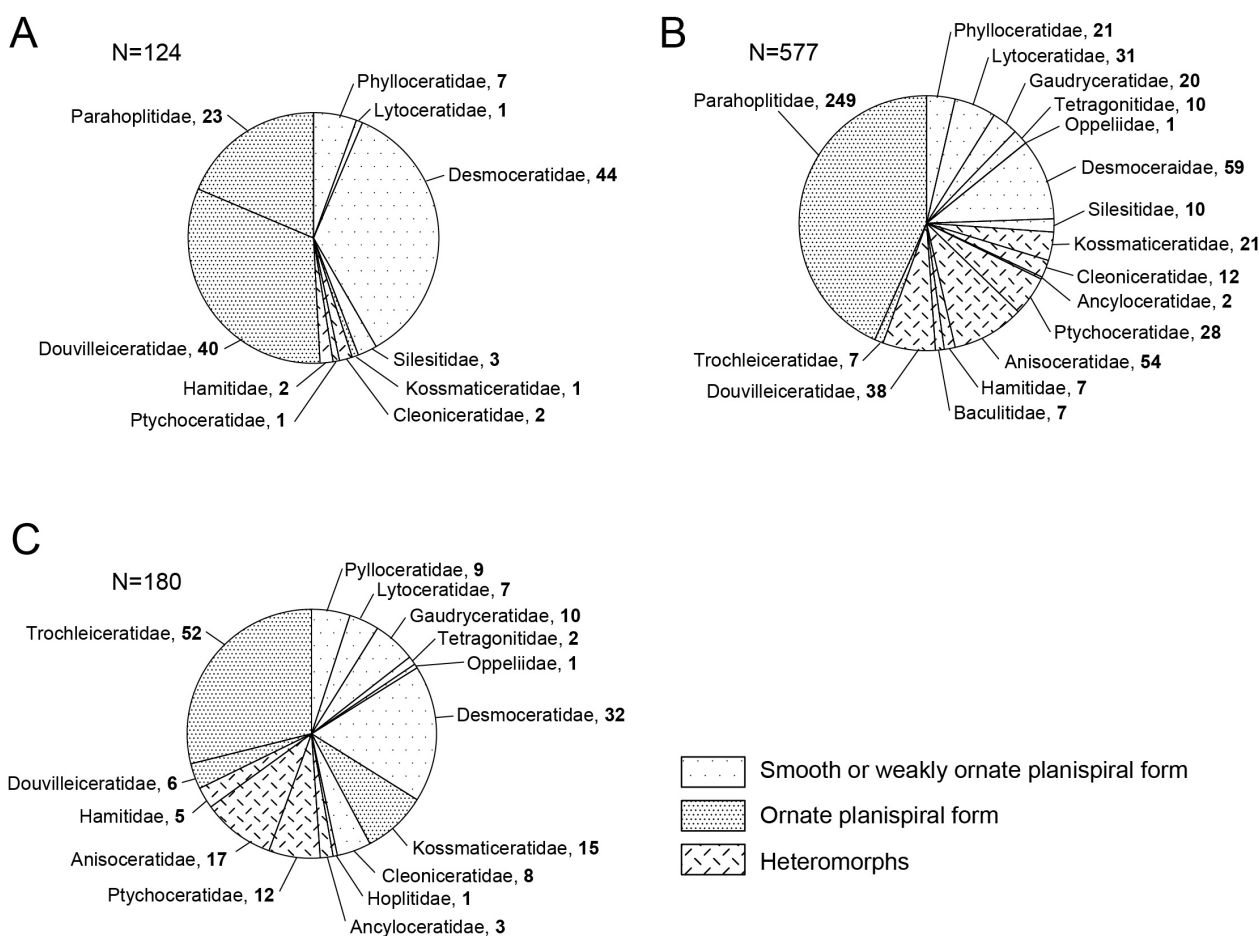 A
N=124
Phylloceratidae, 7
Lytoceratidae, 1
Desmoceratidae, 44
Silesitidae, 3
Kossmaticeratidae, 1
Cleoniceratidae, 2
Ptychoceratidae, 1
Hamitidae, 2
Douvilleiceratidae, 40
Parahoplitidae, 23
B
N=577
Phylloceratidae, 21
Lytoceratidae, 31
Gaudryceratidae, 20
Tetragonitidae, 10
Oppeliidae, 1
Desmoceraidae, 59
Silesitidae, 10
Kossmaticeratidae, 21
Cleoniceratidae, 12
Ancyloceratidae, 2
Ptychoceratidae, 28
Anisoceratidae, 54
Hamitidae, 7
Baculitidae, 7
Douvilleiceratidae, 38
Trochleiceratidae, 7
Parahoplitidae, 249
C
N=180
Pylloceratidae, 9
Lytoceratidae, 7
Gaudryceratidae, 10
Tetragonitidae, 2
Oppeliidae, 1
Desmoceratidae, 32
Kossmaticeratidae, 15
Cleoniceratidae, 8
Hoplitidae, 1
Ancyloceratidae, 3
Ptychoceratidae, 12
Anisoceratidae, 17
Hamitidae, 5
Douvilleiceratidae, 6
Trochleiceratidae, 52
Smooth or weakly ornate planispiral form
Ornate planispiral form
Heteromorphs